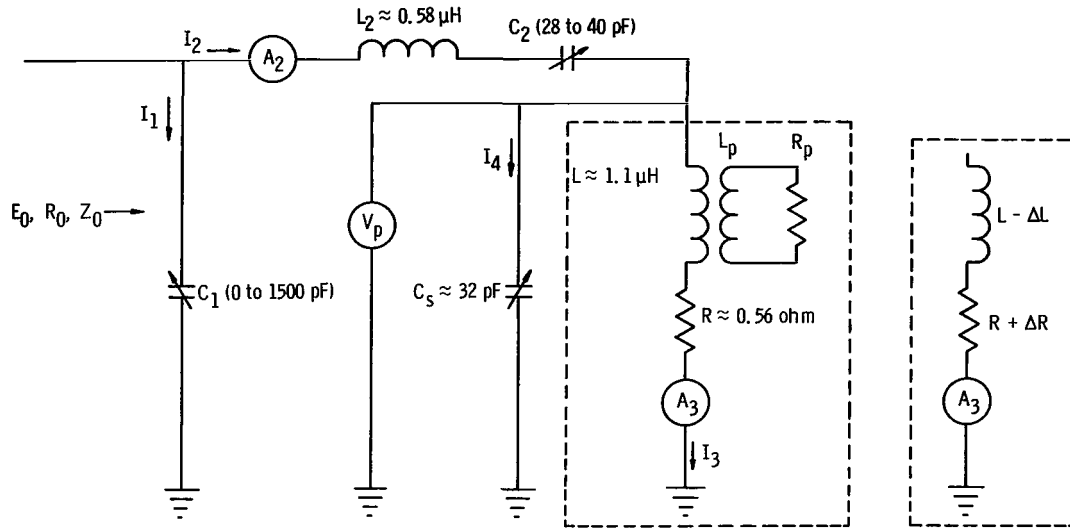 L₂ ≈ 0.58 μH
C₂ (28 to 40 pF)
I₂
A₂
I₁
I₄
Lₚ
Rₚ
L ≈ 1.1 μH
E₀, R₀, Z₀
Vₚ
L - ΔL
C₁ (0 to 1500 pF)
Cₛ ≈ 32 pF
R ≈ 0.56 ohm
R + ΔR
A₃
A₃
I₃